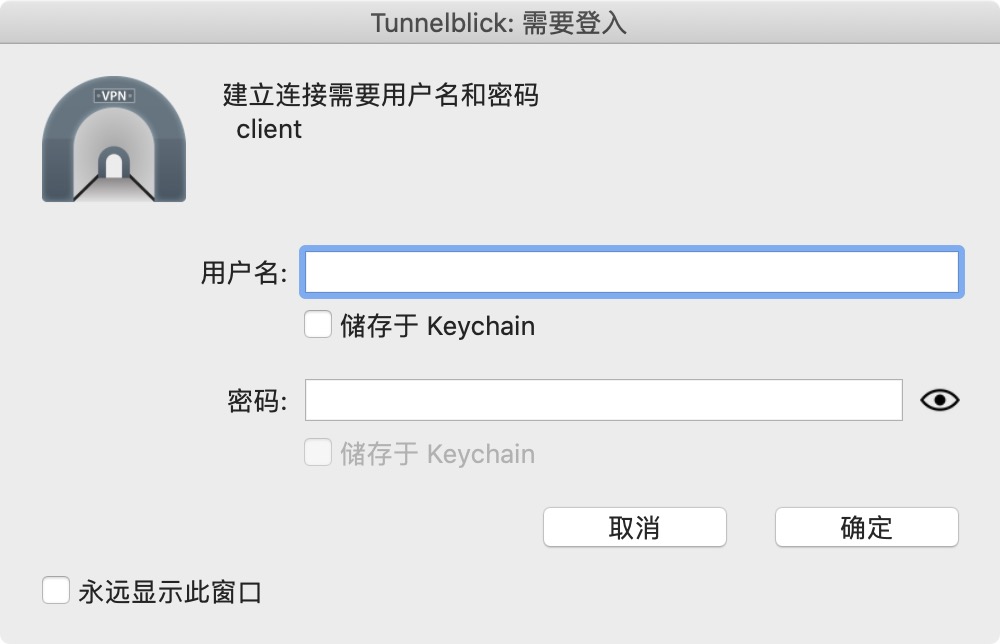 Tunnelblick: 需要登入
VPN
建立连接需要用户名和密码
client
用户名:
储存于 Keychain
密码:
储存于 Keychain
取消
确定
永远显示此窗口